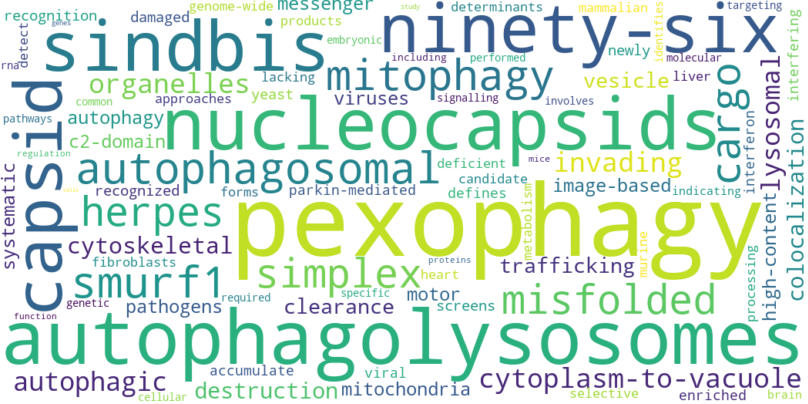 recognition
damaged
genome-wide
messenger
products
determinants
mammalian
targeting
rna
detect
genes
sindbis
embryonic
study
including
performed
ninety-six
identifies
interfering
organelles
lacking
mitophagy
newly
molecular
approaches
yeast
viruses
signalling
vesicle
liver
common
pathways
autophagy
c2-domain
nucleocapsids
involves
cargo
lysosomal
capsid
regulation
autophagosomal
deficient
candidate
invading
mice
interferon
systematic
recognized
forms
parkin-mediated
defines
image-based
indicating
herpes
pexophagy
metabolism
high-content
colocalization
cytoskeletal
fibroblasts
smurf1
simplex
proteins
heart
trafficking
murine
processing
genetic
required
specific
pathogens
clearance
motor
screens
misfolded
function
autophagolysosomes
autophagic
accumulate
viral
destruction
mitochondria
cytoplasm-to-vacuole
cellular
selective
enriched
brain